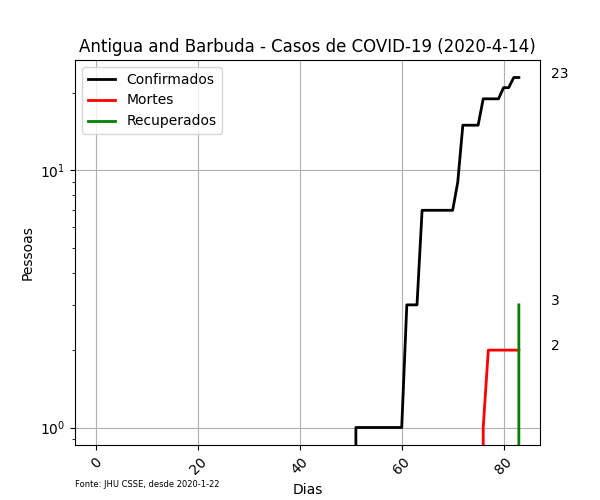 Antigua and Barbuda - Casos de COVID-19 (2020-4-14)
Confirmados
Mortes
Recuperados
23
3
2
10¹
10⁰
Pessoas
0 20 40 60 80
Dias
Fonte: JHU CSSE, desde 2020-1-22